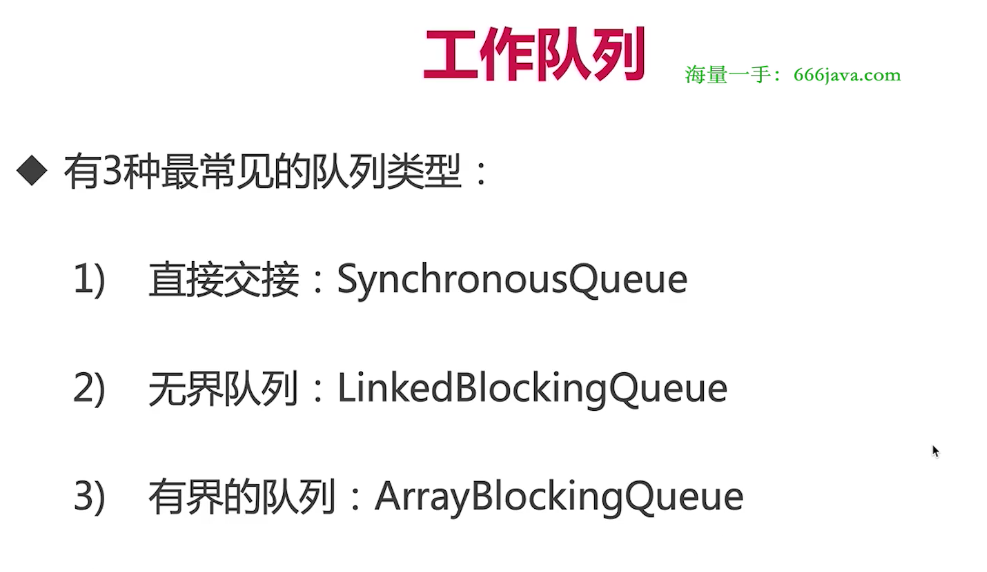 工作队列
海量一手：666java.com
◆ 有3种最常见的队列类型：
1) 直接交接：SynchronousQueue
2) 无界队列：LinkedBlockingQueue
3) 有界的队列：ArrayBlockingQueue